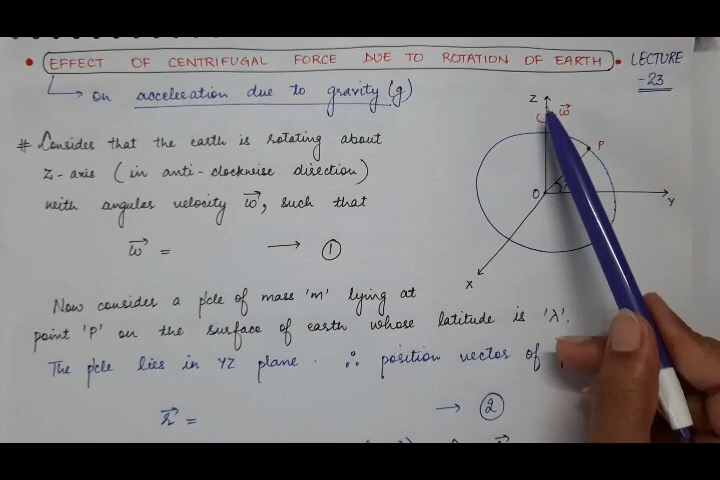 • EFFECT OF CENTRIFUGAL FORCE DUE TO ROTATION OF EARTH •
LECTURE
-23
↳ on acceleration due to gravity (g)
# Consider that the earth is rotating about
Z-axis (in anti-clockwise direction)
with angular velocity w⃗, such that
w⃗ = → ①
Z
w⃗
P
O
Y
X
Now consider a p'cle of mass 'm' lying at
point 'P' on the surface of earth whose latitude is 'λ'.
The p'cle lies in YZ plane. ∴ position vector of
r⃗ = → ②